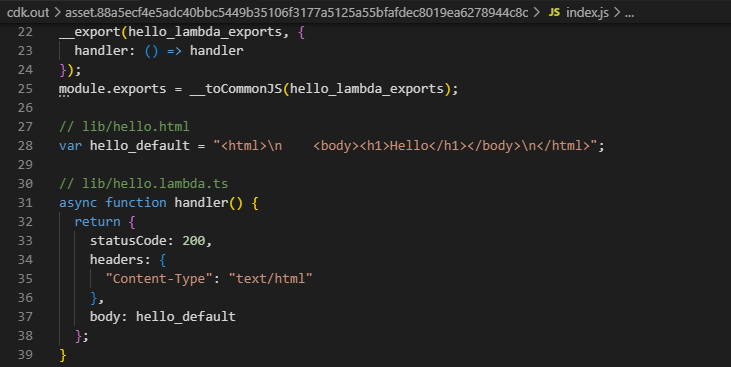 cdk.out > asset.88a5ecf4e5adc40bbc5449b35106f3177a5125a55bfafdec8019ea6278944c8c > JS index.js > ...
22 __export(hello_lambda_exports, {
23   handler: () => handler
24 });
25 module.exports = __toCommonJS(hello_lambda_exports);
26
27 // lib/hello.html
28 var hello_default = "<html>\n    <body><h1>Hello</h1></body>\n</html>";
29
30 // lib/hello.lambda.ts
31 async function handler() {
32   return {
33     statusCode: 200,
34     headers: {
35       "Content-Type": "text/html"
36     },
37     body: hello_default
38   };
39 }